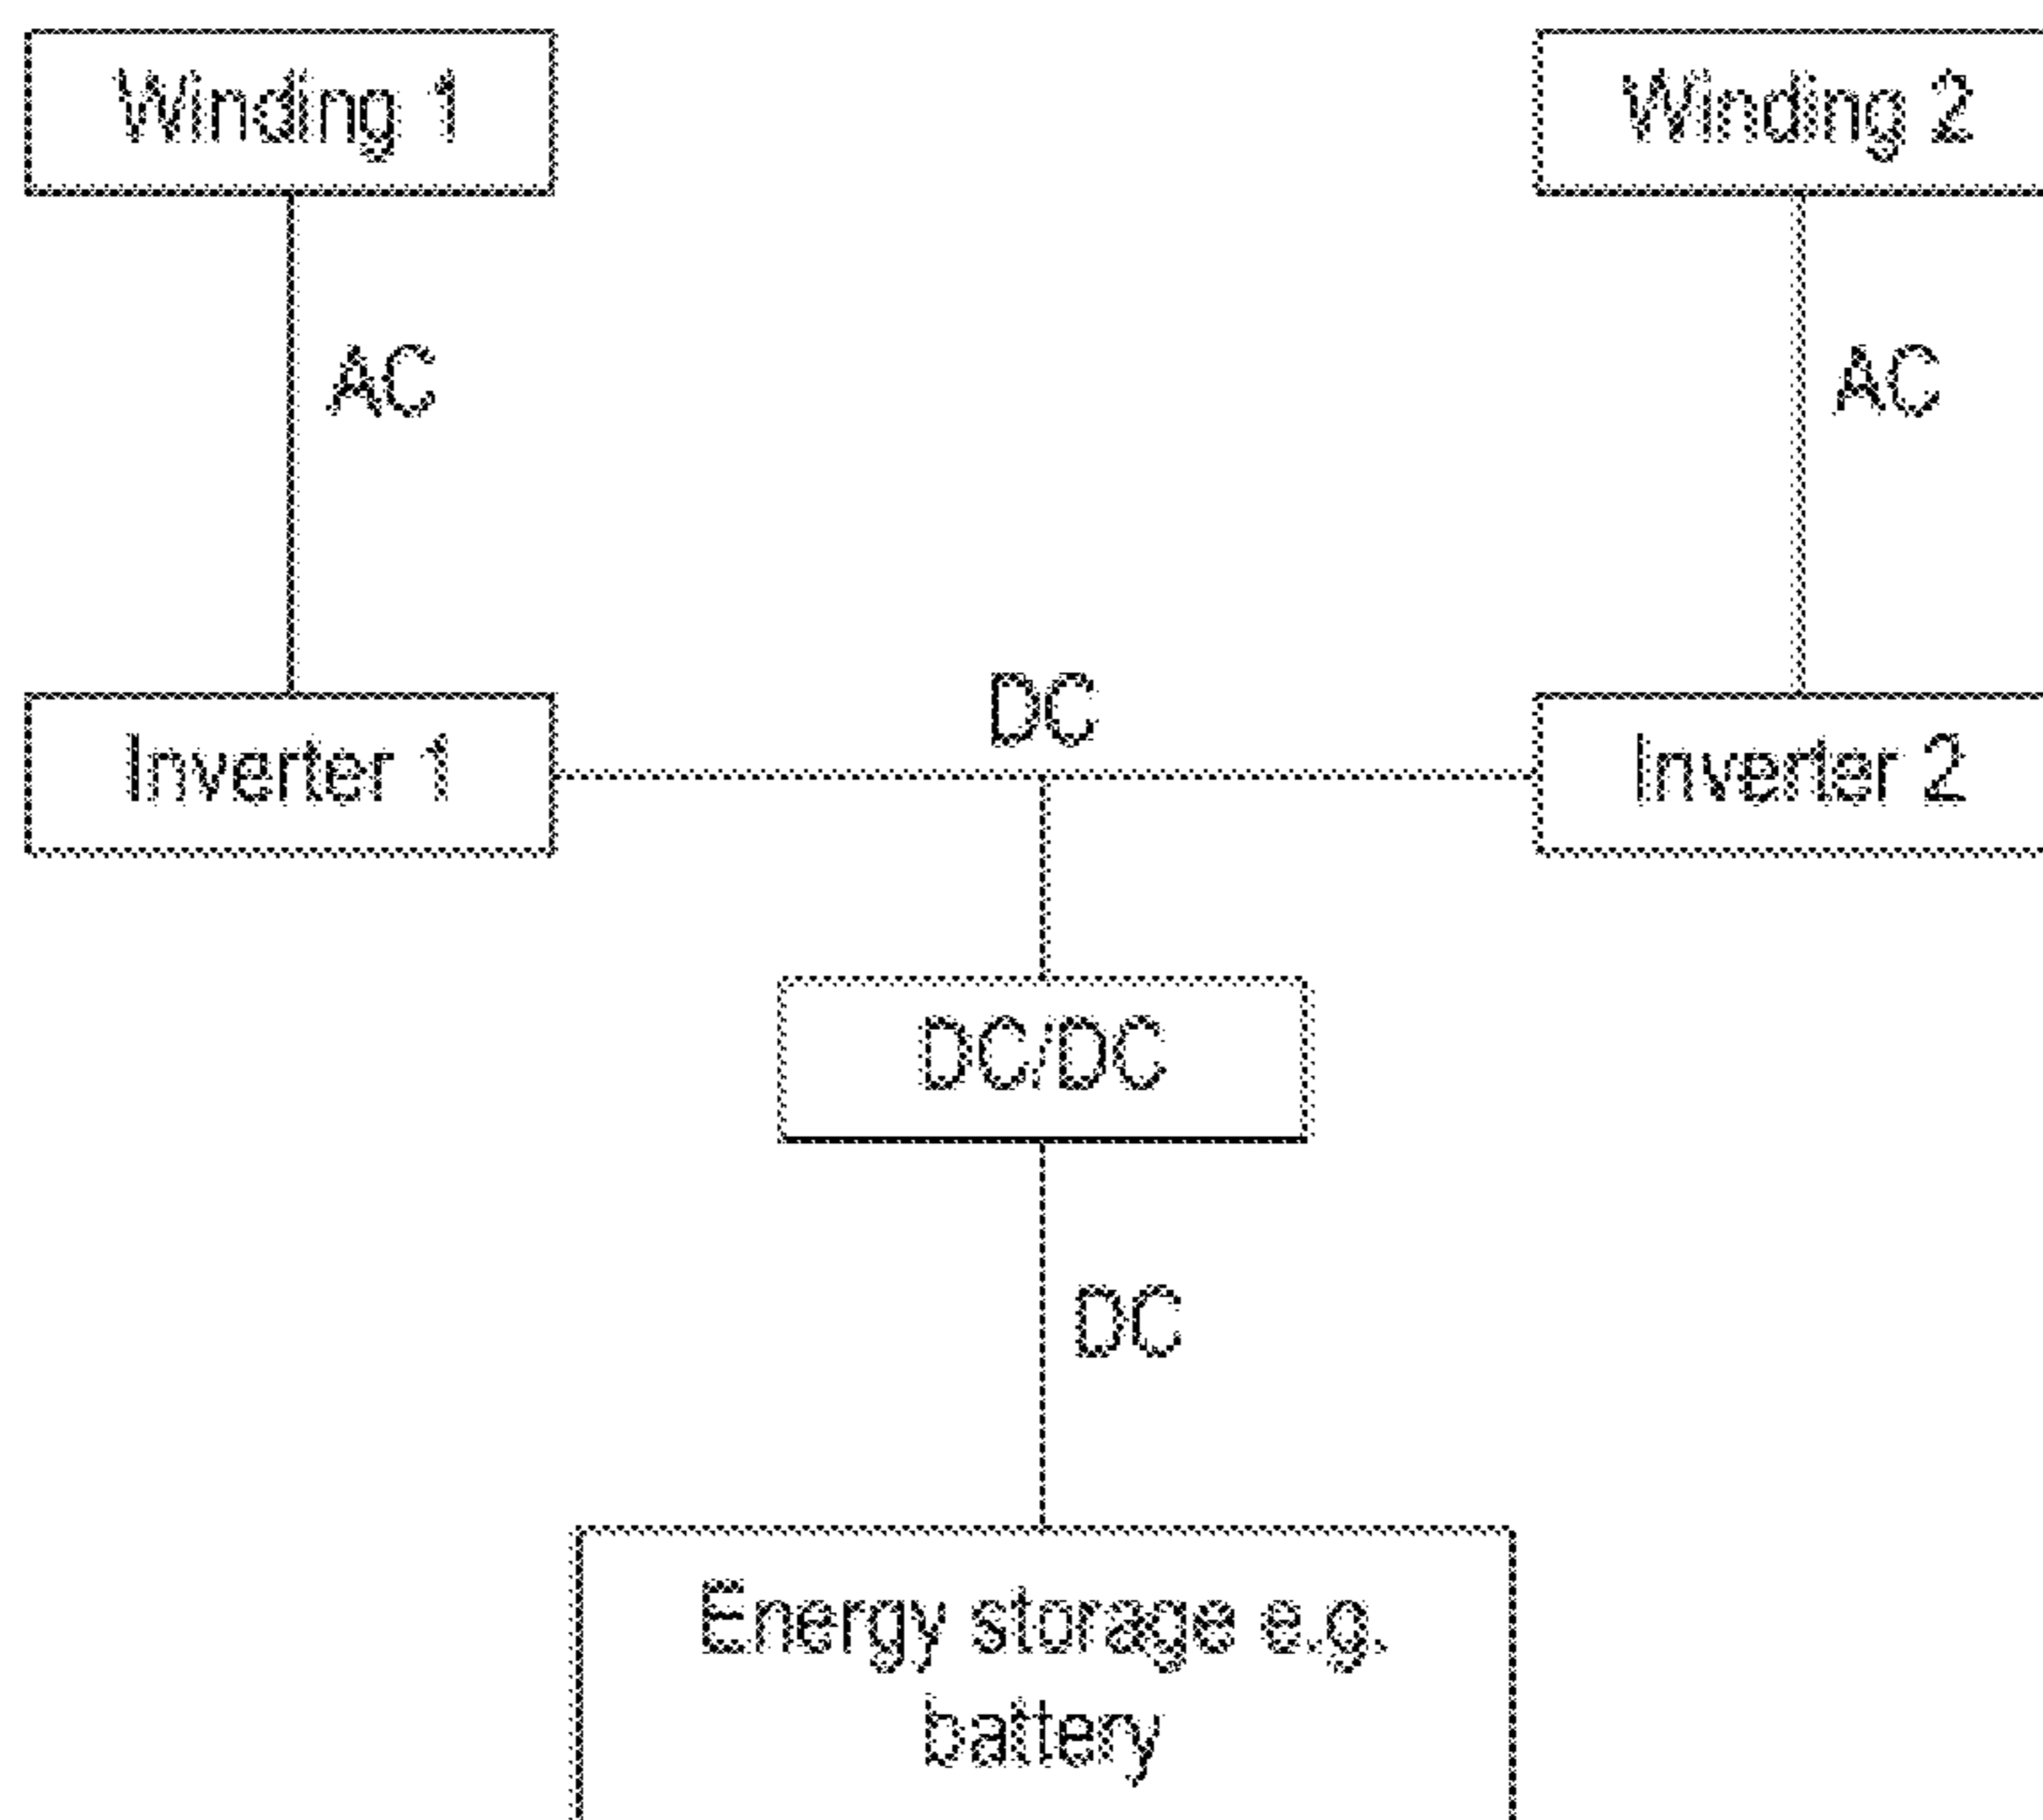 Winding 1
Winding 2
AC
AC
DC
Inverter 1
Inverter 2
DC/DC
DC
Energy storage e.g.
battery